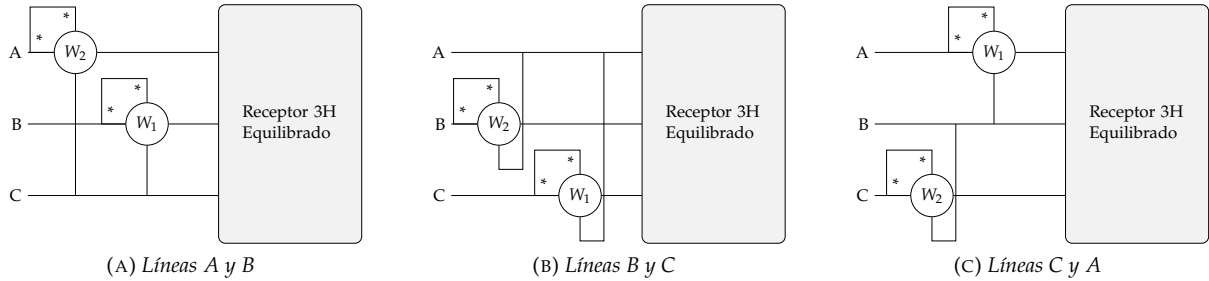 * *
A W₂
* *
B W₁
C
Receptor 3H
Equilibrado
(A) Líneas A y B
A
* *
B W₂
* *
C W₁
Receptor 3H
Equilibrado
(B) Líneas B y C
* *
A W₁
B
* *
C W₂
Receptor 3H
Equilibrado
(C) Líneas C y A